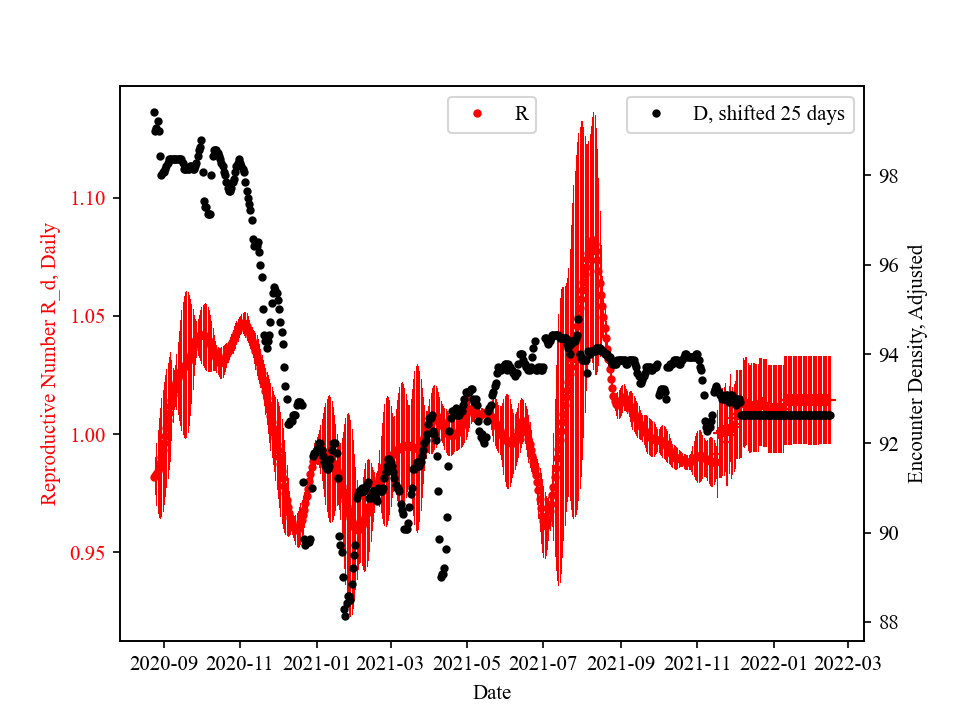 R
D, shifted 25 days
1.10
1.05
1.00
0.95
Reproductive Number R_d, Daily
98
96
94
92
90
88
Encounter Density, Adjusted
2020-09 2020-11 2021-01 2021-03 2021-05 2021-07 2021-09 2021-11 2022-01 2022-03
Date